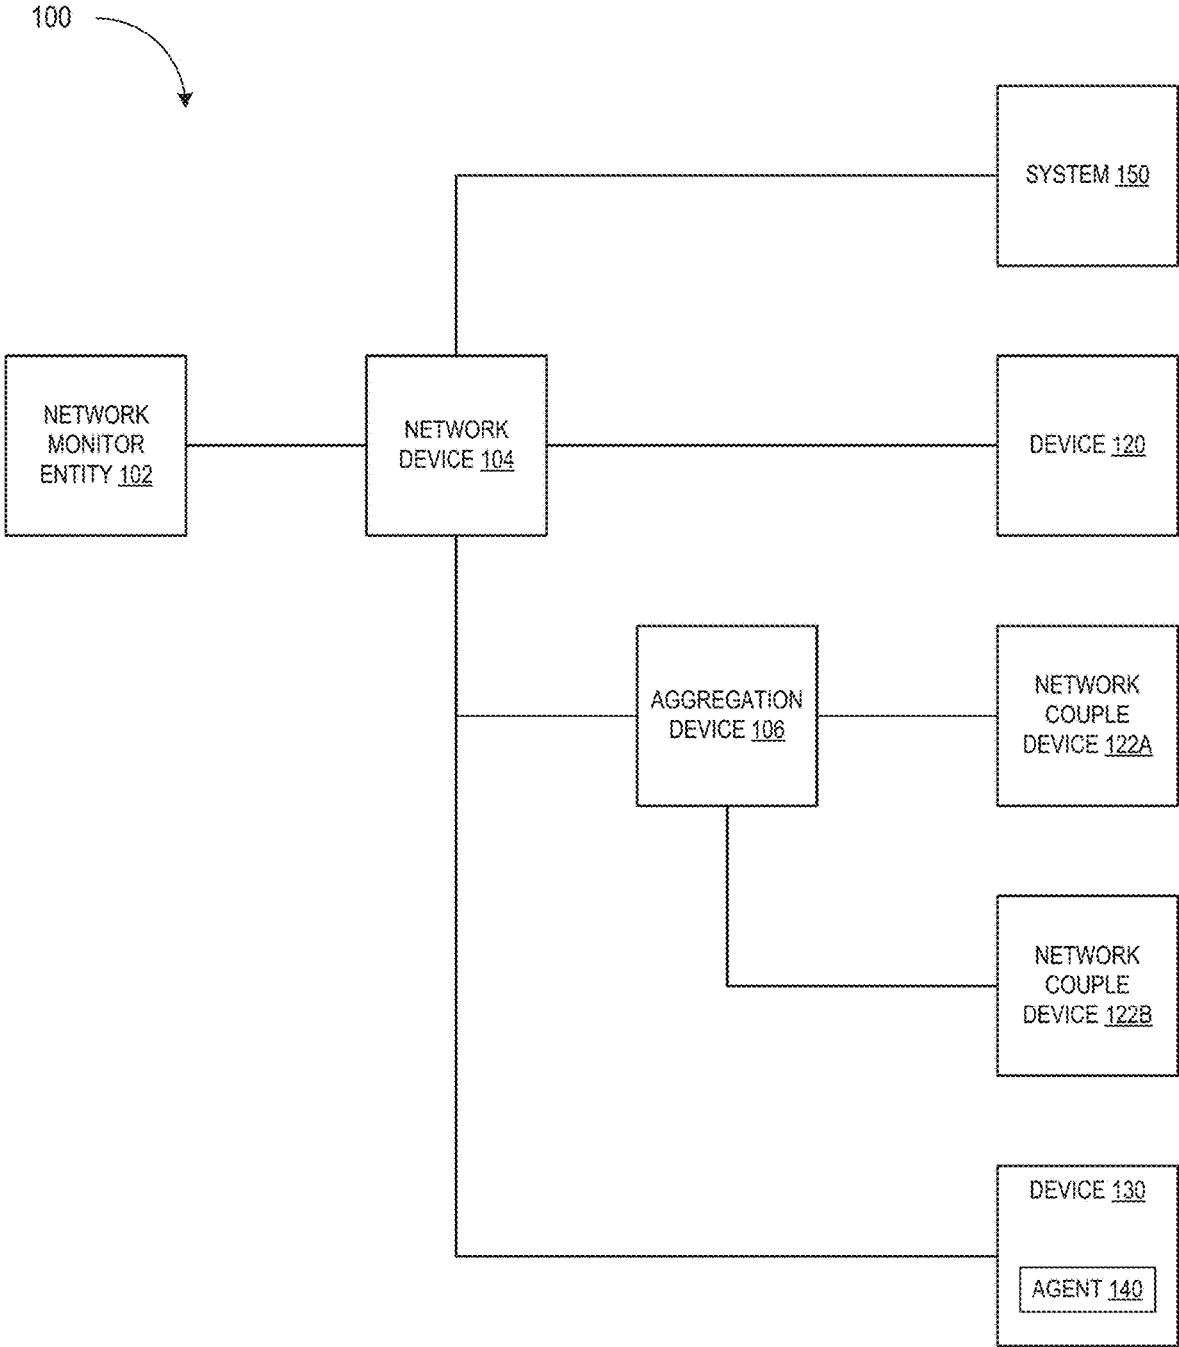 100
SYSTEM 150
NETWORK
MONITOR
ENTITY 102
NETWORK
DEVICE 104
DEVICE 120
AGGREGATION
DEVICE 106
NETWORK
COUPLE
DEVICE 122A
NETWORK
COUPLE
DEVICE 122B
DEVICE 130
AGENT 140